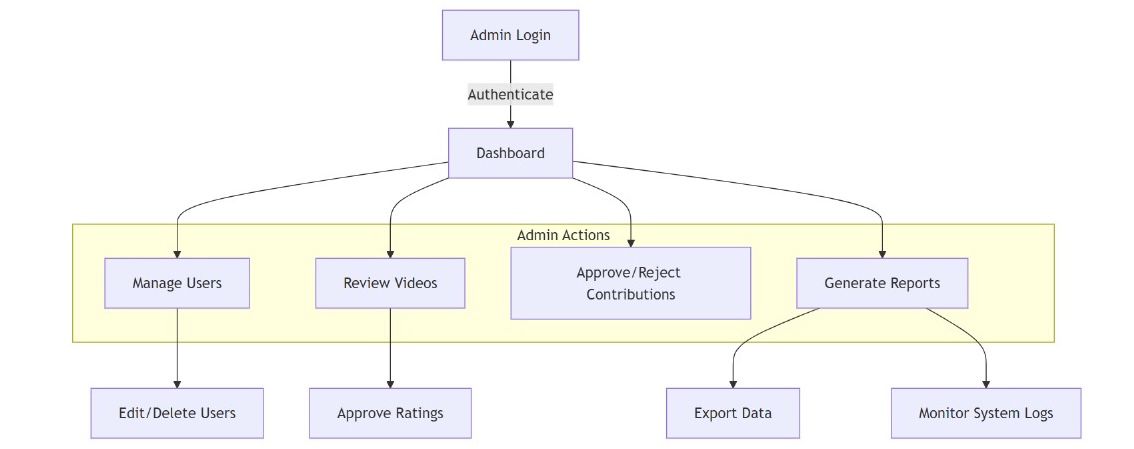 Admin Login
Authenticate
Dashboard
Admin Actions
Manage Users
Review Videos
Approve/Reject
Contributions
Generate Reports
Edit/Delete Users
Approve Ratings
Export Data
Monitor System Logs